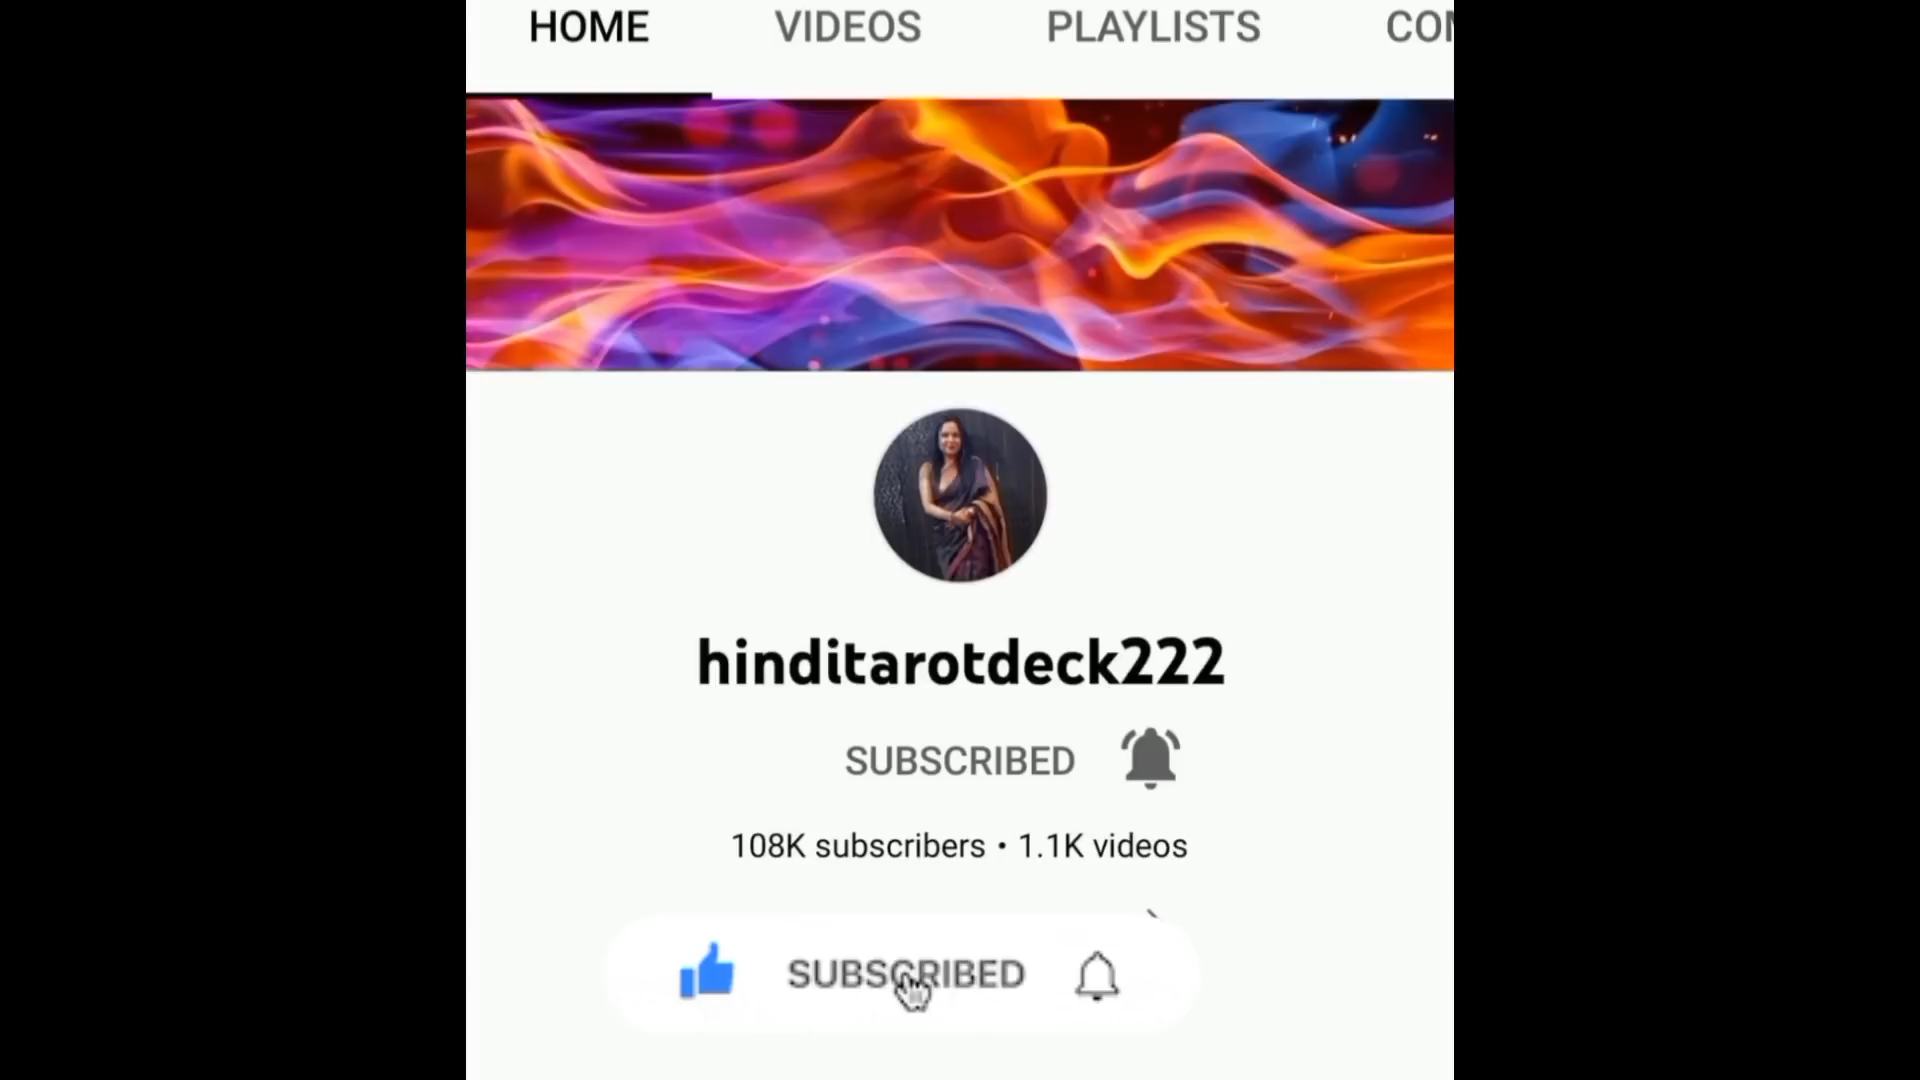 HOME VIDEOS PLAYLISTS
hinditarotdeck222
SUBSCRIBED
108K subscribers • 1.1K videos
SUBSCRIBED